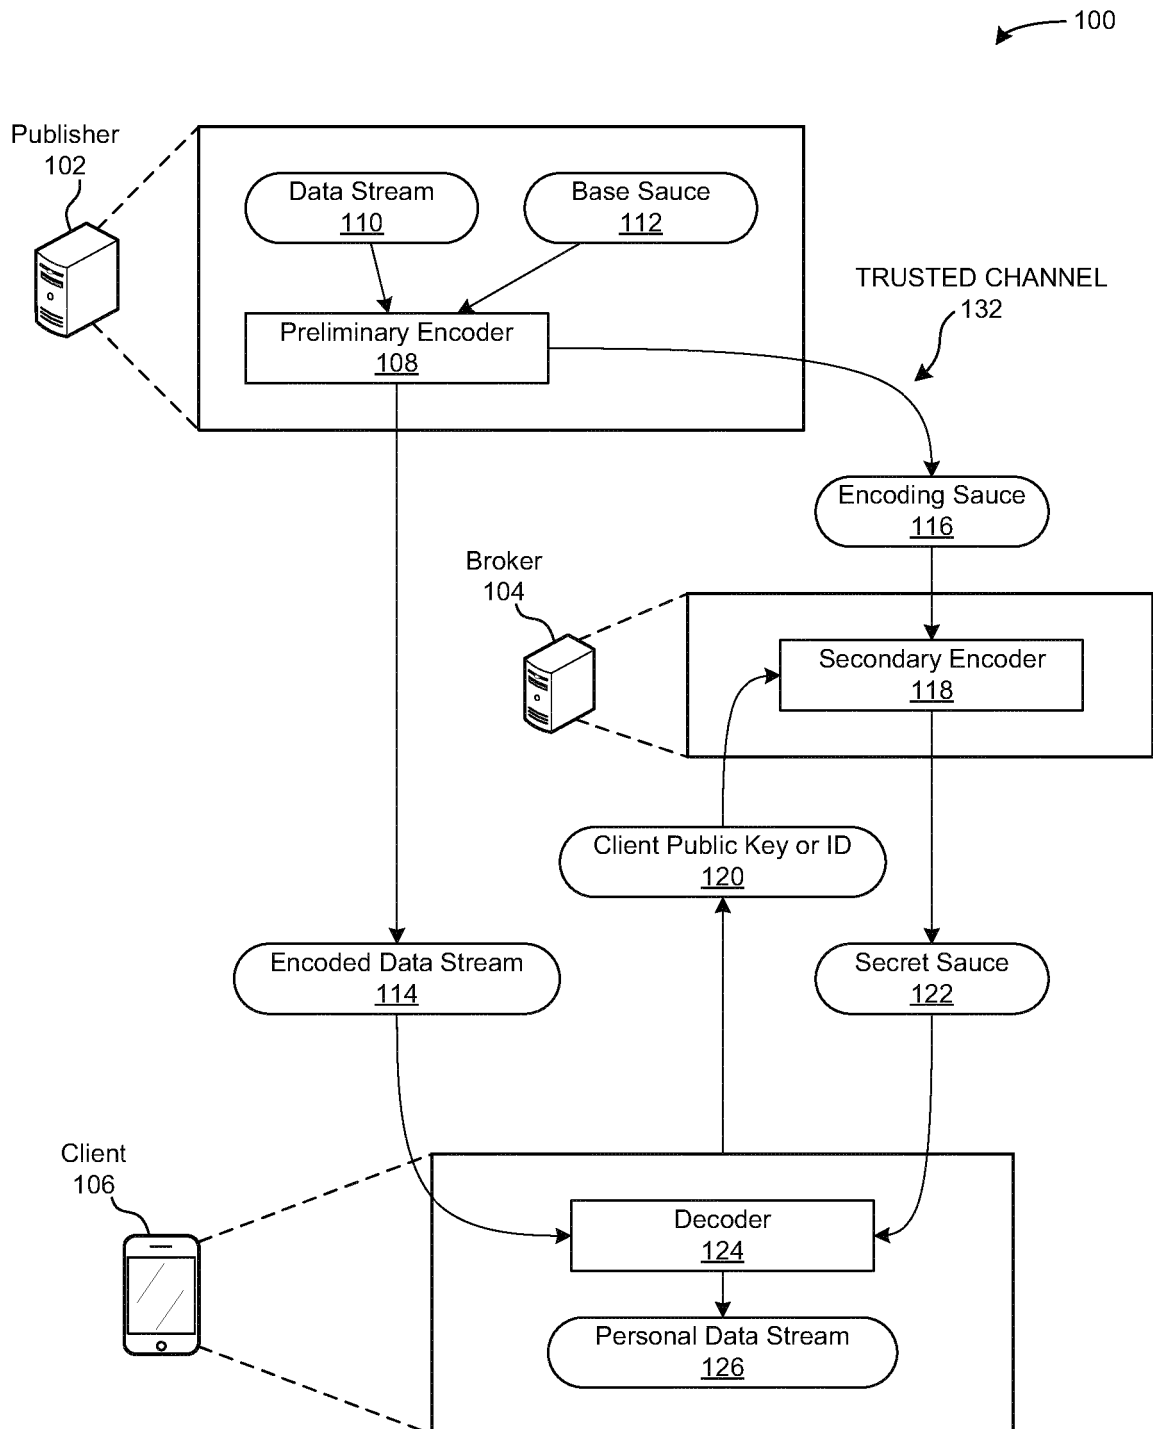 100
Publisher
102
Data Stream
110
Base Sauce
112
TRUSTED CHANNEL
132
Preliminary Encoder
108
Encoding Sauce
116
Broker
104
Secondary Encoder
118
Client Public Key or ID
120
Encoded Data Stream
114
Secret Sauce
122
Client
106
Decoder
124
Personal Data Stream
126